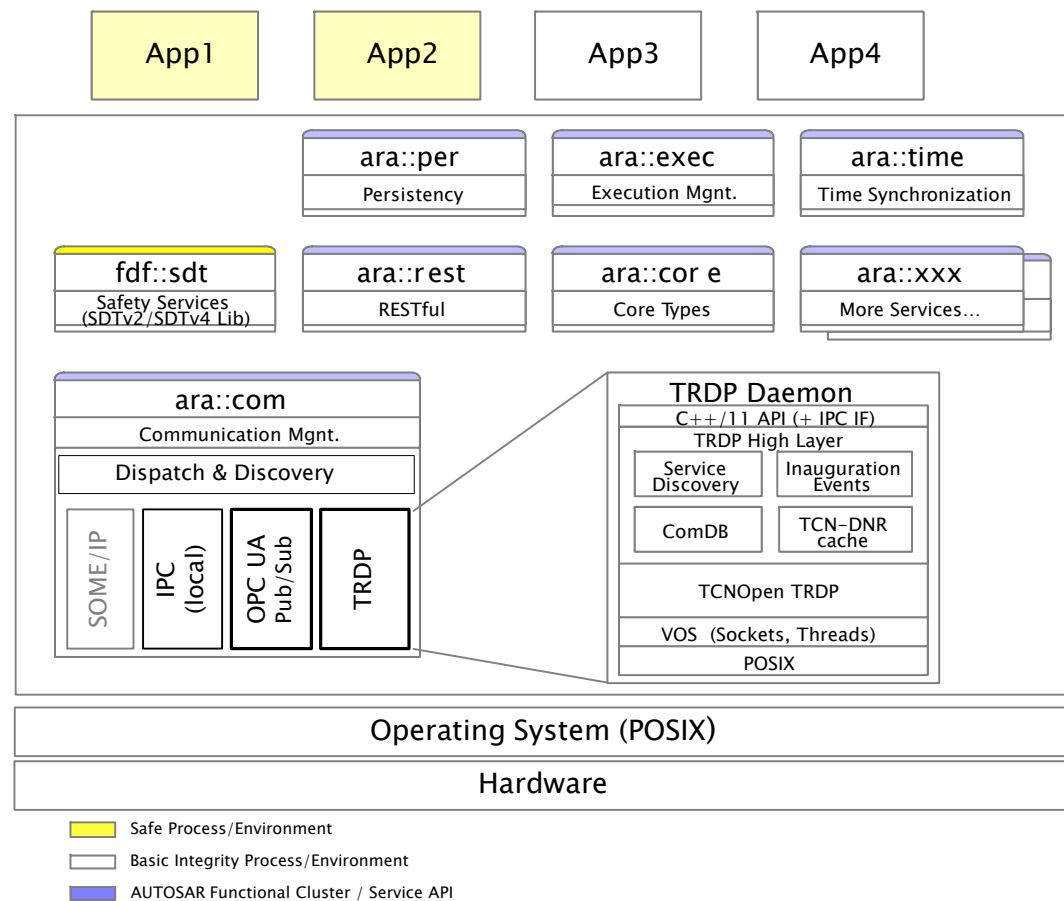 App1
App2
App3
App4
ara::per
Persistency
ara::exec
Execution Mgnt.
ara::time
Time Synchronization
fdf::sdt
Safety Services
(SDTv2/SDTv4 Lib)
ara::rest
RESTful
ara::cor e
Core Types
ara::xxx
More Services...
ara::com
Communication Mgnt.
Dispatch & Discovery
SOME/IP
IPC
(local)
OPC UA
Pub/Sub
TRDP
TRDP Daemon
C++/11 API (+ IPC IF)
TRDP High Layer
Service
Discovery
Inauguration
Events
ComDB
TCN-DNR
cache
TCNOpen TRDP
VOS (Sockets, Threads)
POSIX
Operating System (POSIX)
Hardware
Safe Process/Environment
Basic Integrity Process/Environment
AUTOSAR Functional Cluster / Service API